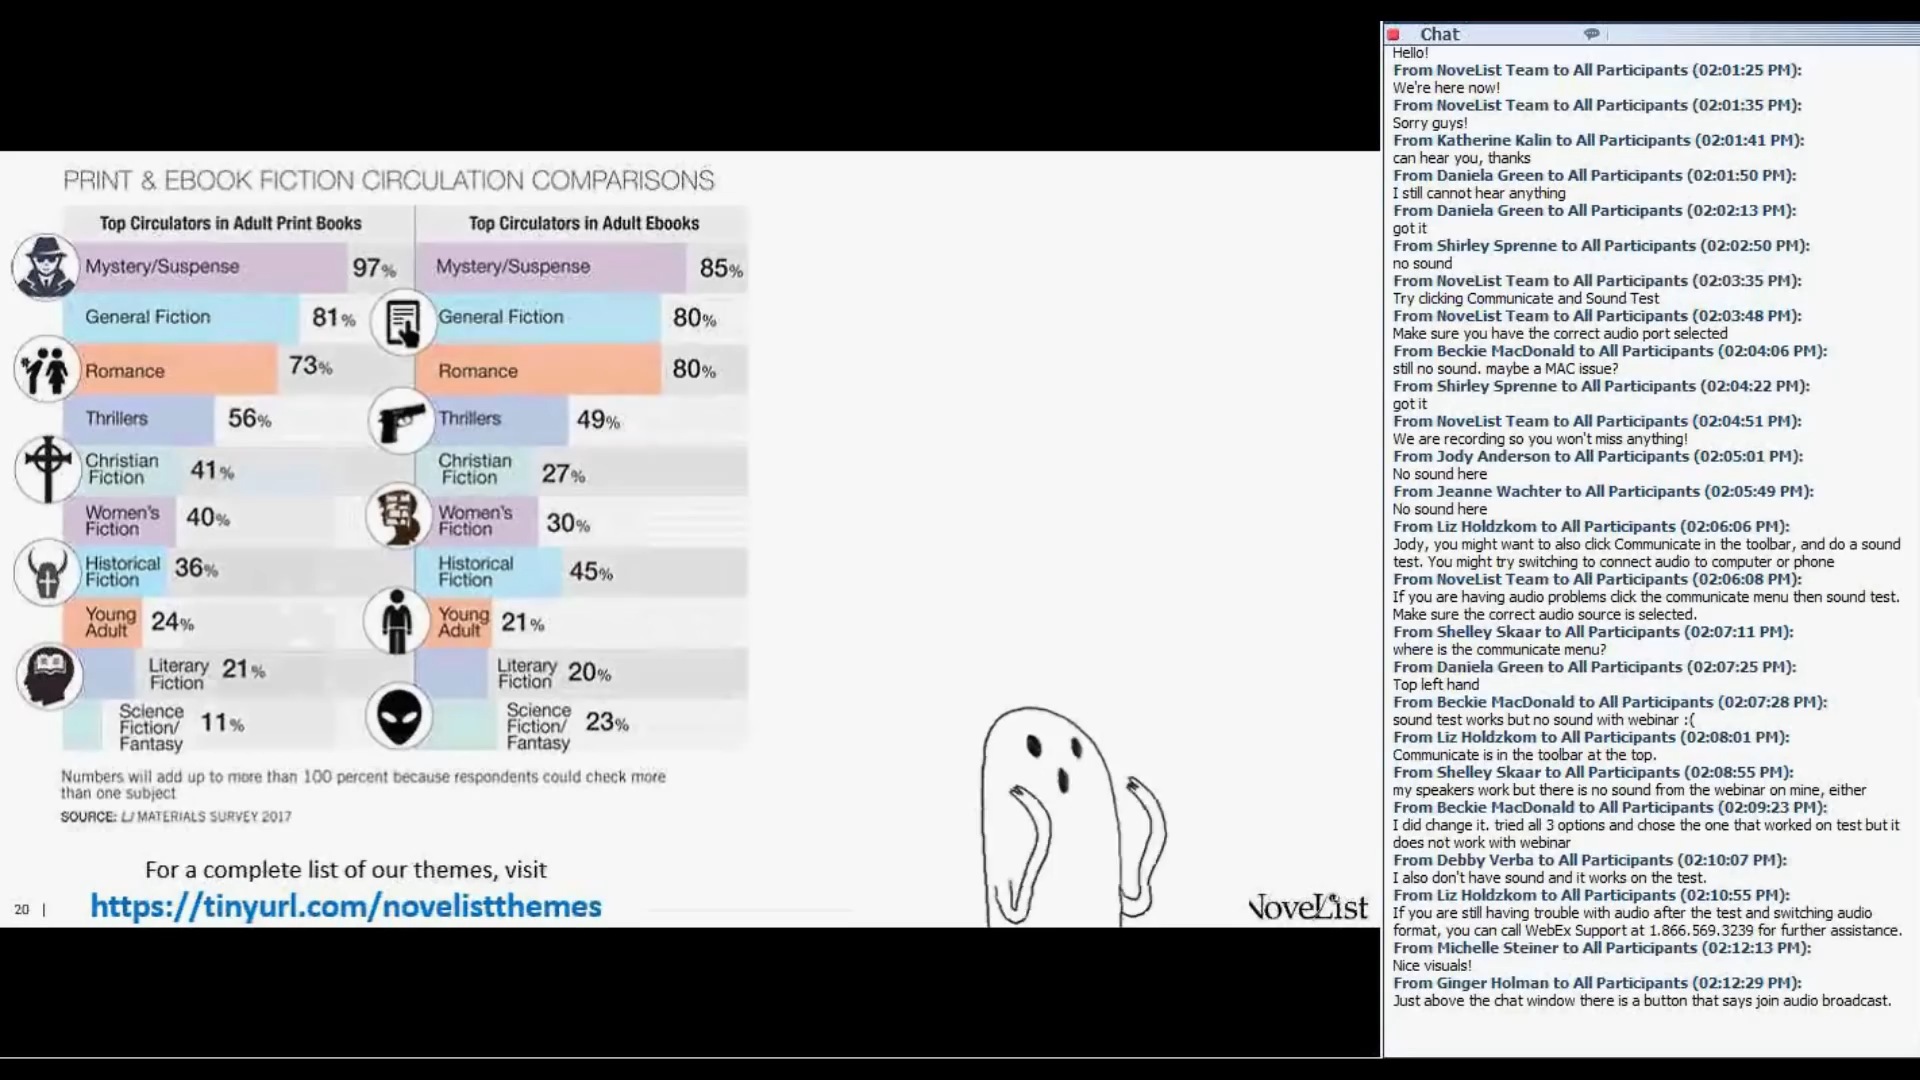 PRINT & EBOOK FICTION CIRCULATION COMPARISONS
Top Circulators in Adult Print Books
Mystery/Suspense 97%
General Fiction 81%
Romance 73%
Thrillers 56%
Christian
Fiction 41%
Women's
Fiction 40%
Historical
Fiction 36%
Young
Adult 24%
Literary
Fiction 21%
Science
Fiction/
Fantasy 11%
Top Circulators in Adult Ebooks
Mystery/Suspense 85%
General Fiction 80%
Romance 80%
Thrillers 49%
Christian
Fiction 27%
Women's
Fiction 30%
Historical
Fiction 45%
Young
Adult 21%
Literary
Fiction 20%
Science
Fiction/
Fantasy 23%
Numbers will add up to more than 100 percent because respondents could check more
than one subject
SOURCE: LJ MATERIALS SURVEY 2017
For a complete list of our themes, visit
https://tinyurl.com/novelistthemes
20 |
NoveList
Chat
Hello!
From NoveList Team to All Participants (02:01:25 PM):
We're here now!
From NoveList Team to All Participants (02:01:35 PM):
Sorry guys!
From Katherine Kalin to All Participants (02:01:41 PM):
can hear you, thanks
From Daniela Green to All Participants (02:01:50 PM):
I still cannot hear anything
From Daniela Green to All Participants (02:02:13 PM):
got it
From Shirley Sprenne to All Participants (02:02:50 PM):
no sound
From NoveList Team to All Participants (02:03:35 PM):
Try clicking Communicate and Sound Test
From NoveList Team to All Participants (02:03:48 PM):
Make sure you have the correct audio port selected
From Beckie MacDonald to All Participants (02:04:06 PM):
still no sound. maybe a MAC issue?
From Shirley Sprenne to All Participants (02:04:22 PM):
got it
From NoveList Team to All Participants (02:04:51 PM):
We are recording so you won't miss anything!
From Jody Anderson to All Participants (02:05:01 PM):
No sound here
From Jeanne Wachter to All Participants (02:05:49 PM):
No sound here
From Liz Holdzkom to All Participants (02:06:06 PM):
Jody, you might want to also click Communicate in the toolbar, and do a sound
test. You might try switching to connect audio to computer or phone
From NoveList Team to All Participants (02:06:08 PM):
If you are having audio problems click the communicate menu then sound test.
Make sure the correct audio source is selected.
From Shelley Skaar to All Participants (02:07:11 PM):
where is the communicate menu?
From Daniela Green to All Participants (02:07:25 PM):
Top left hand
From Beckie MacDonald to All Participants (02:07:28 PM):
sound test works but no sound with webinar :(
From Liz Holdzkom to All Participants (02:08:01 PM):
Communicate is in the toolbar at the top.
From Shelley Skaar to All Participants (02:08:55 PM):
my speakers work but there is no sound from the webinar on mine, either
From Beckie MacDonald to All Participants (02:09:23 PM):
I did change it. tried all 3 options and chose the one that worked on test but it
does not work with webinar
From Debby Verba to All Participants (02:10:07 PM):
I also don't have sound and it works on the test.
From Liz Holdzkom to All Participants (02:10:55 PM):
If you are still having trouble with audio after the test and switching audio
format, you can call WebEx Support at 1.866.569.3239 for further assistance.
From Michelle Steiner to All Participants (02:12:13 PM):
Nice visuals!
From Ginger Holman to All Participants (02:12:29 PM):
Just above the chat window there is a button that says join audio broadcast.